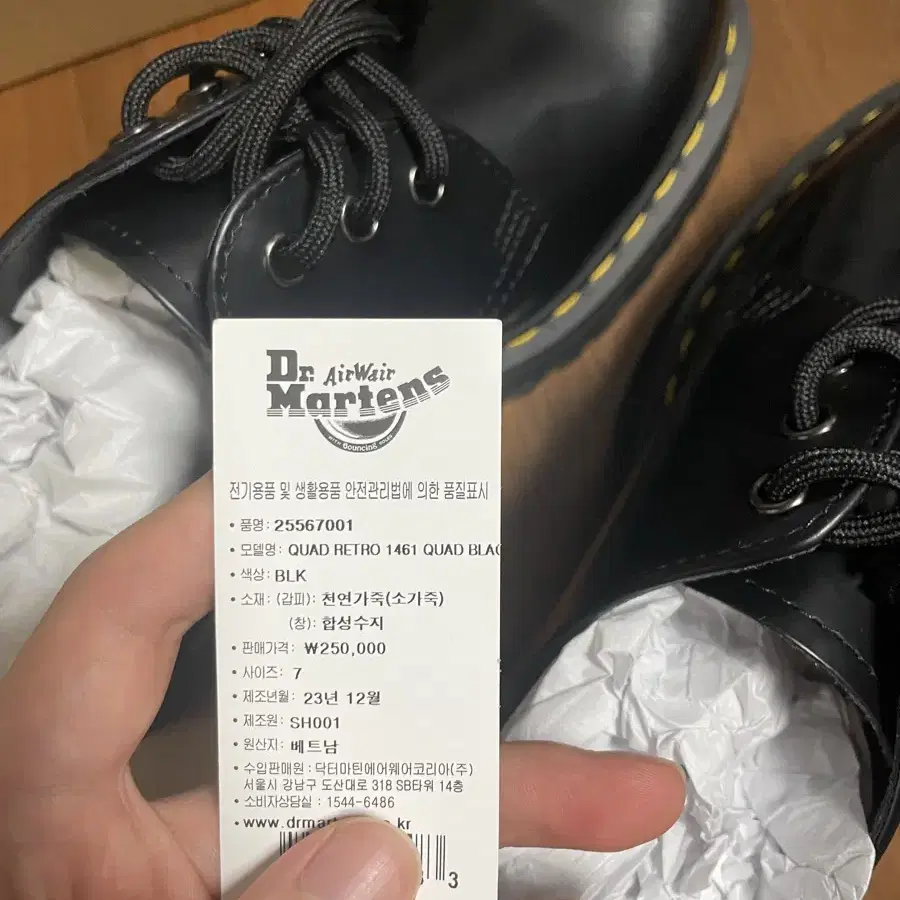 Dr. AirWair
Martens
WITH Bouncing SOLES
전기용품 및 생활용품 안전관리법에 의한 품질표시
• 품명: 25567001
• 모델명: QUAD RETRO 1461 QUAD BLAC
• 색상: BLK
• 소재: (갑피): 천연가죽(소가죽)
(창): 합성수지
• 판매가격: ₩250,000
• 사이즈: 7
• 제조년월: 23년 12월
• 제조원: SH001
• 원산지: 베트남
• 수입판매원 : 닥터마틴에어웨어코리아(주)
서울시 강남구 도산대로 318 SB타워 14층
• 소비자상담실 : 1544-6486
3